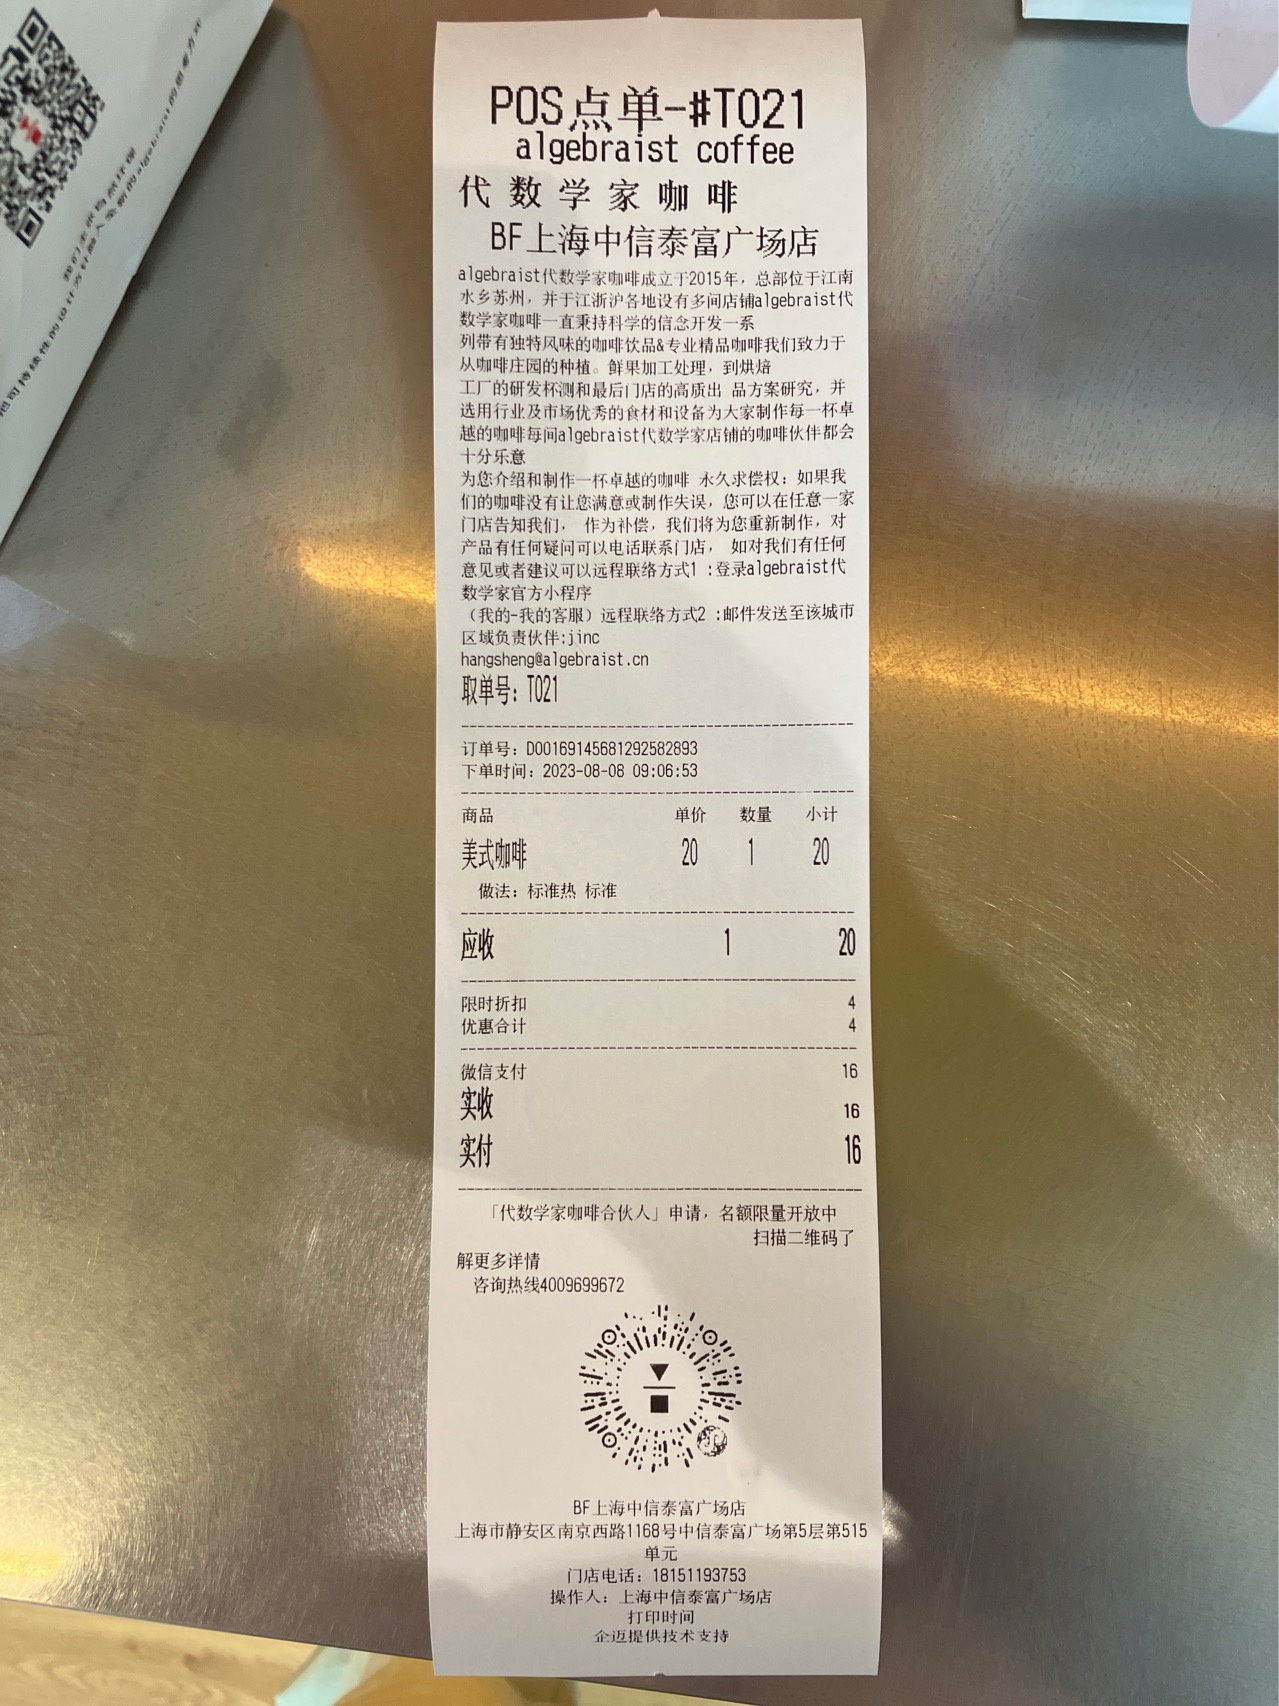 POS点单-#T021
algebraist coffee
代数学家咖啡
BF上海中信泰富广场店
algebraist代数学家咖啡成立于2015年，总部位于江南
水乡苏州，并于江浙沪各地设有多间店铺algebraist代
数学家咖啡一直秉持科学的信念开发一系
列带有独特风味的咖啡饮品&专业精品咖啡我们致力于
从咖啡庄园的种植。鲜果加工处理，到烘焙
工厂的研发杯测和最后门店的高质出 品方案研究，并
选用行业及市场优秀的食材和设备为大家制作每一杯卓
越的咖啡每间algebraist代数学家店铺的咖啡伙伴都会
十分乐意
为您介绍和制作一杯卓越的咖啡 永久求偿权：如果我
们的咖啡没有让您满意或制作失误，您可以在任意一家
门店告知我们， 作为补偿，我们将为您重新制作，对
产品有任何疑问可以电话联系门店， 如对我们有任何
意见或者建议可以远程联络方式1 :登录algebraist代
数学家官方小程序
（我的-我的客服）远程联络方式2 :邮件发送至该城市
区域负责伙伴:jinc
hangsheng@algebraist.cn
取单号：T021
订单号：D001691456812925828​93
下单时间：2023-08-08 09:06:53
商品 单价 数量 小计
美式咖啡 20 1 20
做法：标准热 标准
应收 1 20
限时折扣 4
优惠合计 4
微信支付 16
实收 16
实付 16
「代数学家咖啡合伙人」申请，名额限量开放中
扫描二维码了
解更多详情
咨询热线4009699672
BF上海中信泰富广场店
上海市静安区南京西路1168号中信泰富广场第5层第515
单元
门店电话：18151193753
操作人：上海中信泰富广场店
打印时间
企迈提供技术支持